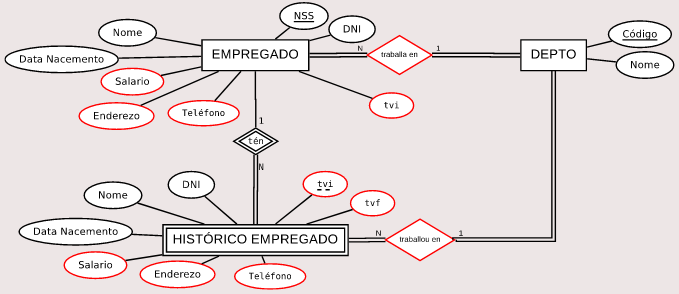 NSS
Nome
DNI
EMPREGADO
N
traballa en
1
DEPTO
Código
Nome
Data Nacemento
Salario
Enderezo
Teléfono
tvi
1
tén
N
DNI
tvi
Nome
tvf
Data Nacemento
HISTÓRICO EMPREGADO
N
traballou en
1
Salario
Enderezo
Teléfono